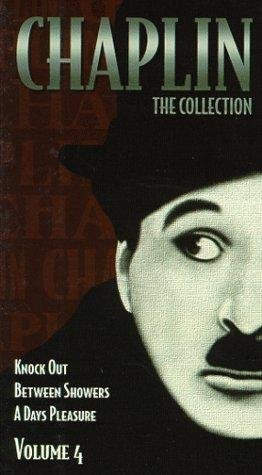 CHAPLIN
THE COLLECTION
KNOCK OUT
BETWEEN SHOWERS
A DAYS PLEASURE
VOLUME 4